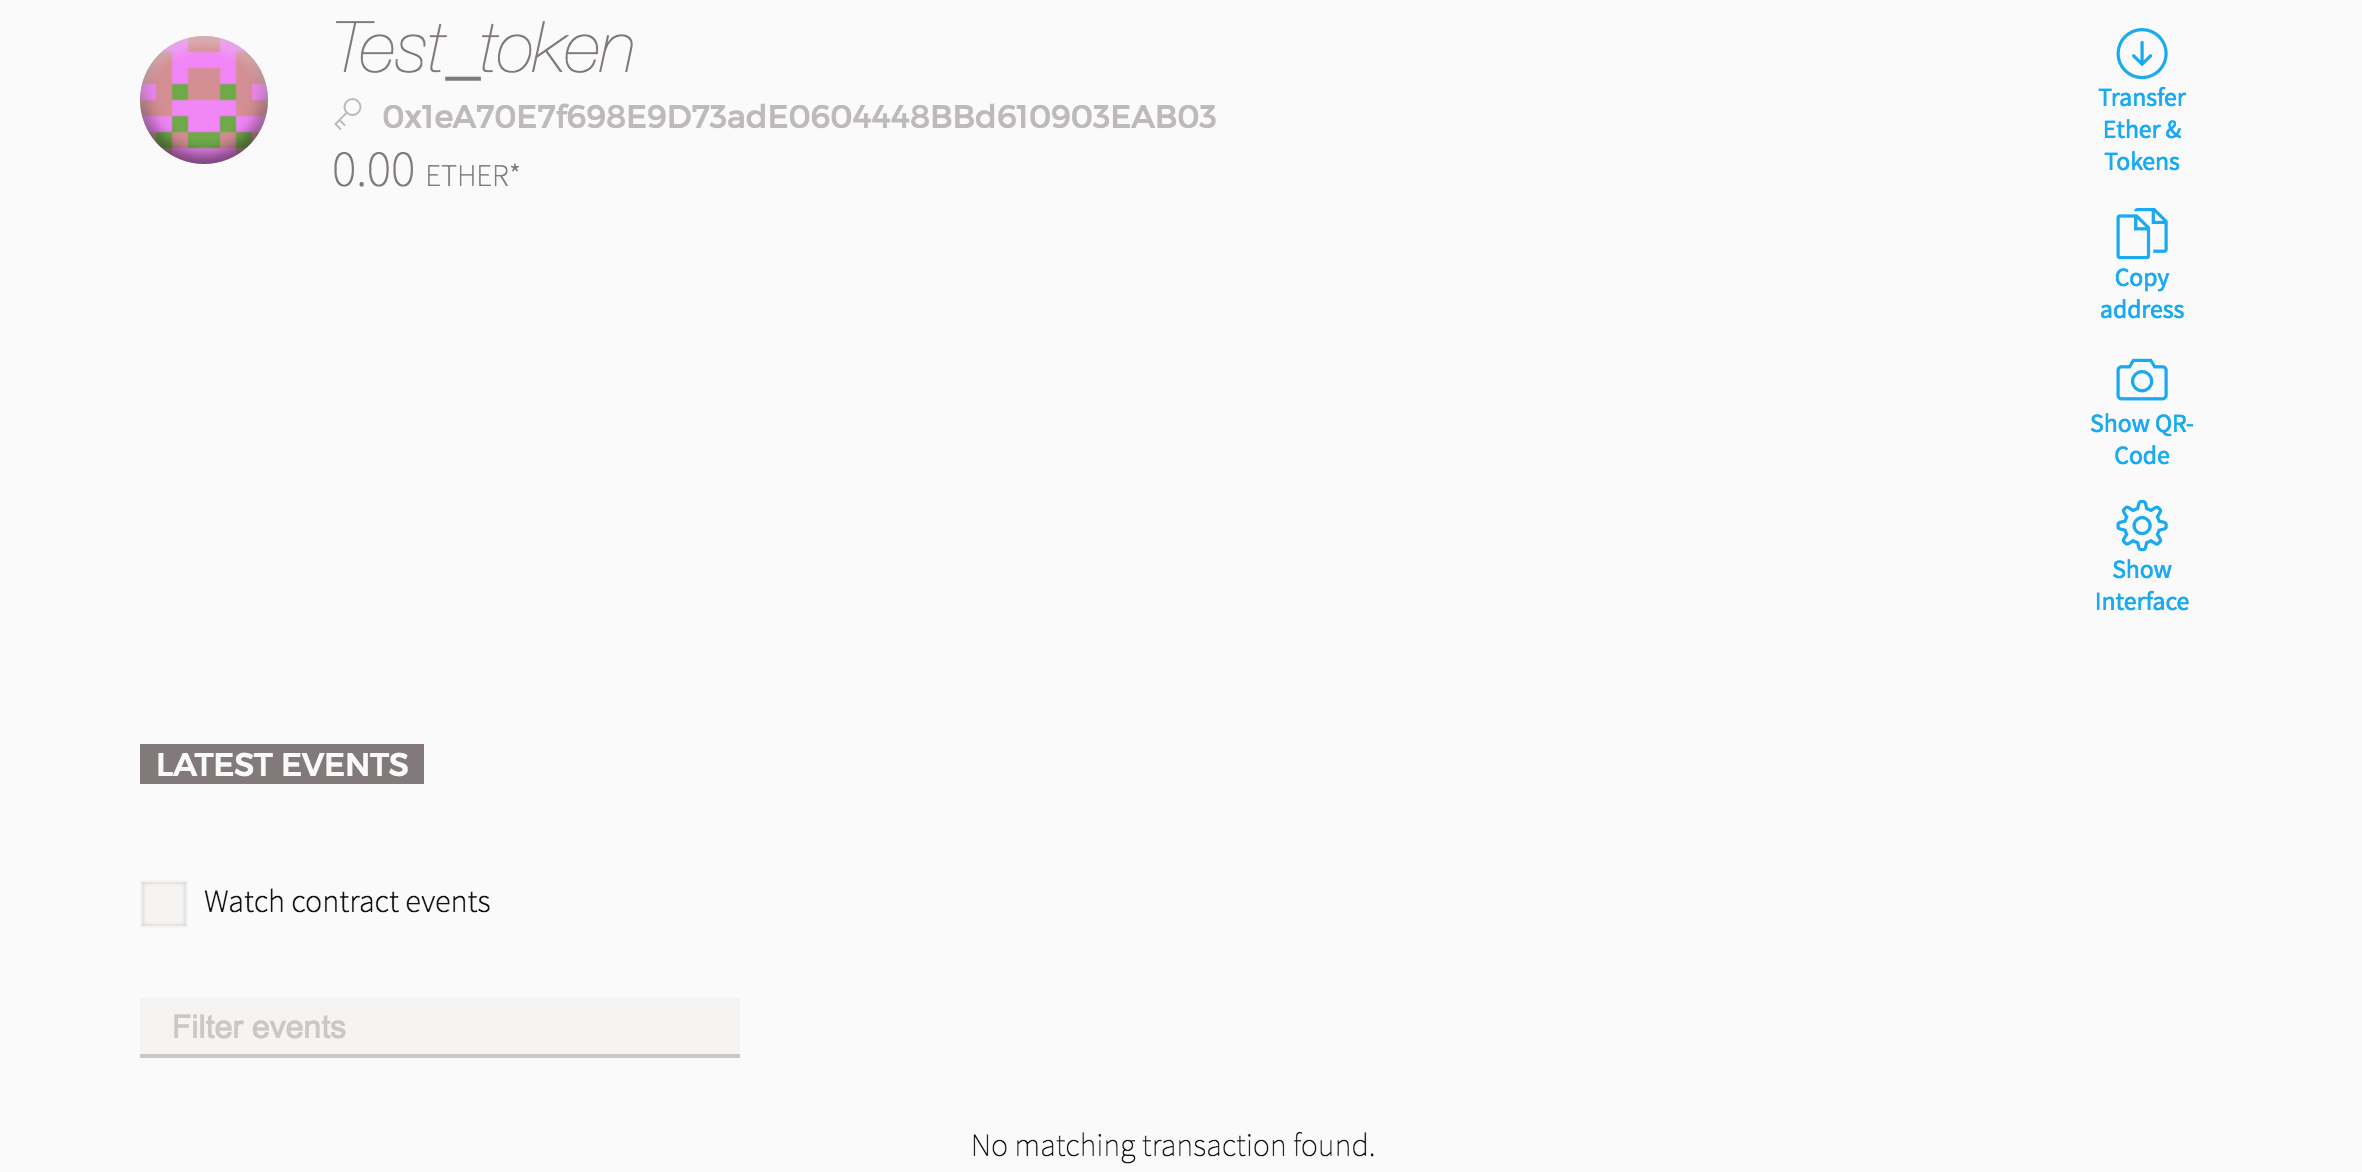 Test_token
0x1eA70E7f698E9D73adE0604448BBd610903EAB03
0.00 ETHER*
Transfer
Ether &
Tokens
Copy
address
Show QR-
Code
Show
Interface
LATEST EVENTS
Watch contract events
Filter events
No matching transaction found.